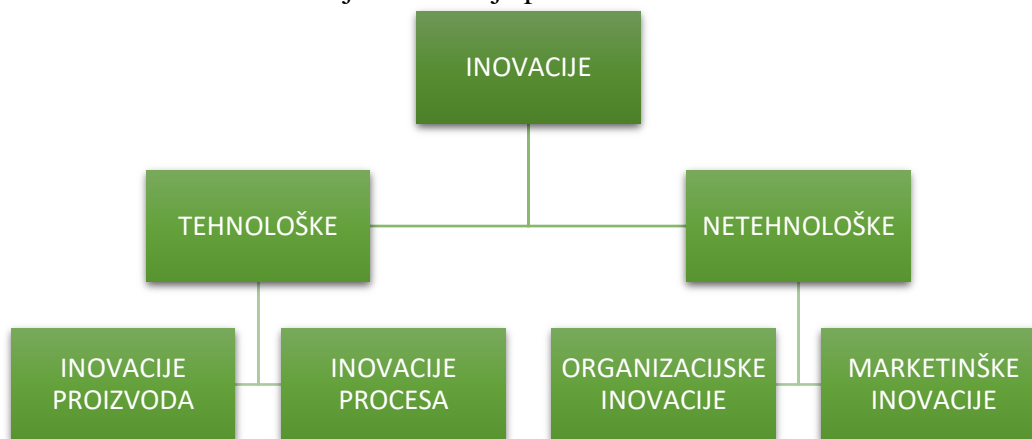 INOVACIJE
TEHNOLOŠKE
NETEHNOLOŠKE
INOVACIJE
PROIZVODA
INOVACIJE
PROCESA
ORGANIZACIJSKE
INOVACIJE
MARKETINŠKE
INOVACIJE